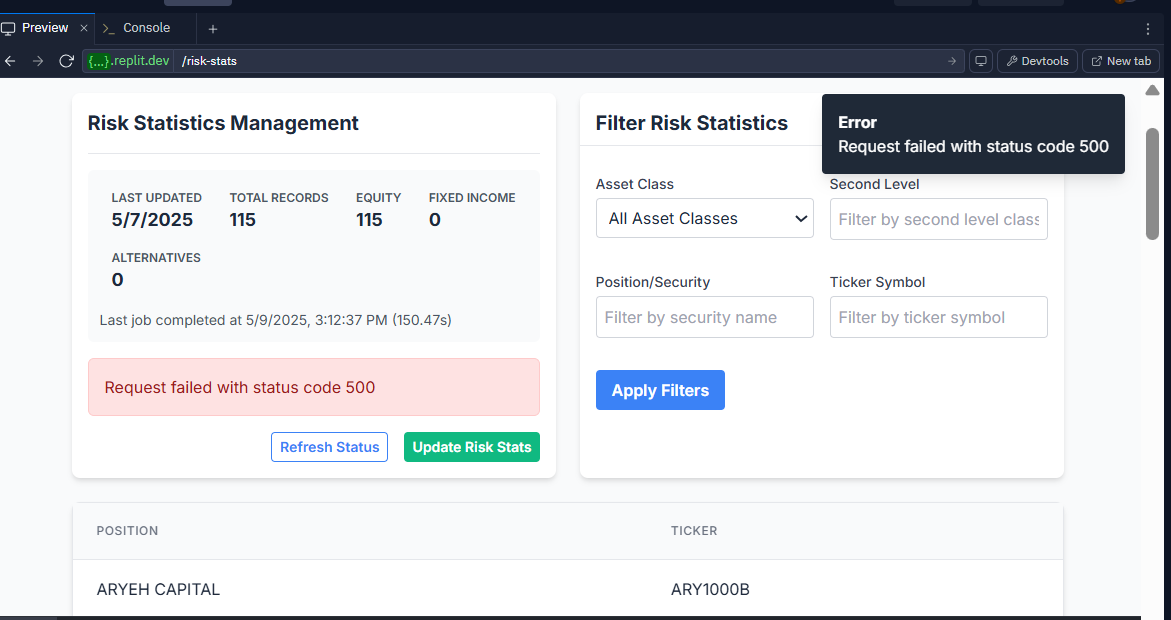 Preview
Console
{...}.replit.dev /risk-stats
Devtools
New tab
Risk Statistics Management
LAST UPDATED TOTAL RECORDS EQUITY FIXED INCOME
5/7/2025 115 115 0
ALTERNATIVES
0
Last job completed at 5/9/2025, 3:12:37 PM (150.47s)
Request failed with status code 500
Refresh Status Update Risk Stats
Filter Risk Statistics
Error
Request failed with status code 500
Asset Class Second Level
All Asset Classes Filter by second level class
Position/Security Ticker Symbol
Filter by security name Filter by ticker symbol
Apply Filters
POSITION TICKER
ARYEH CAPITAL ARY1000B